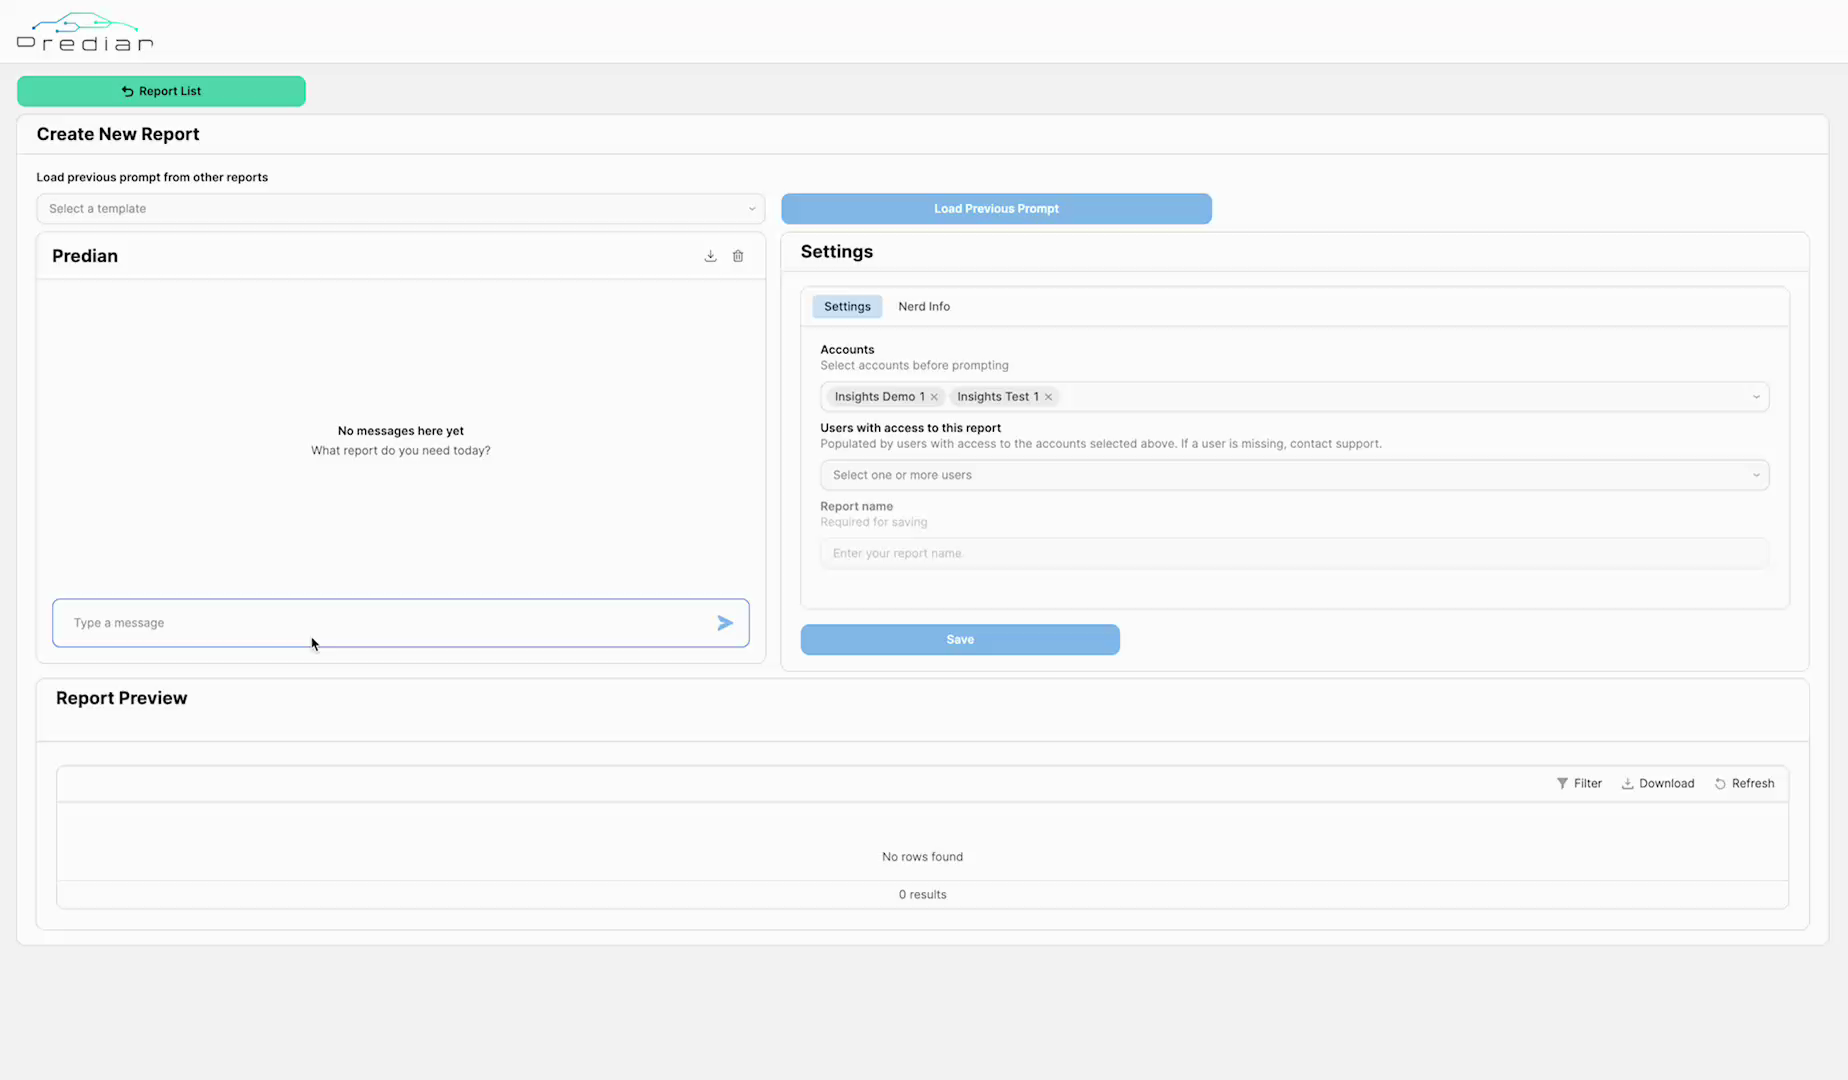 Predian
Report List
Create New Report
Load previous prompt from other reports
Select a template
Load Previous Prompt
Predian
Settings
Settings Nerd Info
Accounts
Select accounts before prompting
Insights Demo 1 Insights Test 1
Users with access to this report
Populated by users with access to the accounts selected above. If a user is missing, contact support.
Select one or more users
Report name
Required for saving
Enter your report name
No messages here yet
What report do you need today?
Type a message
Save
Report Preview
Filter Download Refresh
No rows found
0 results